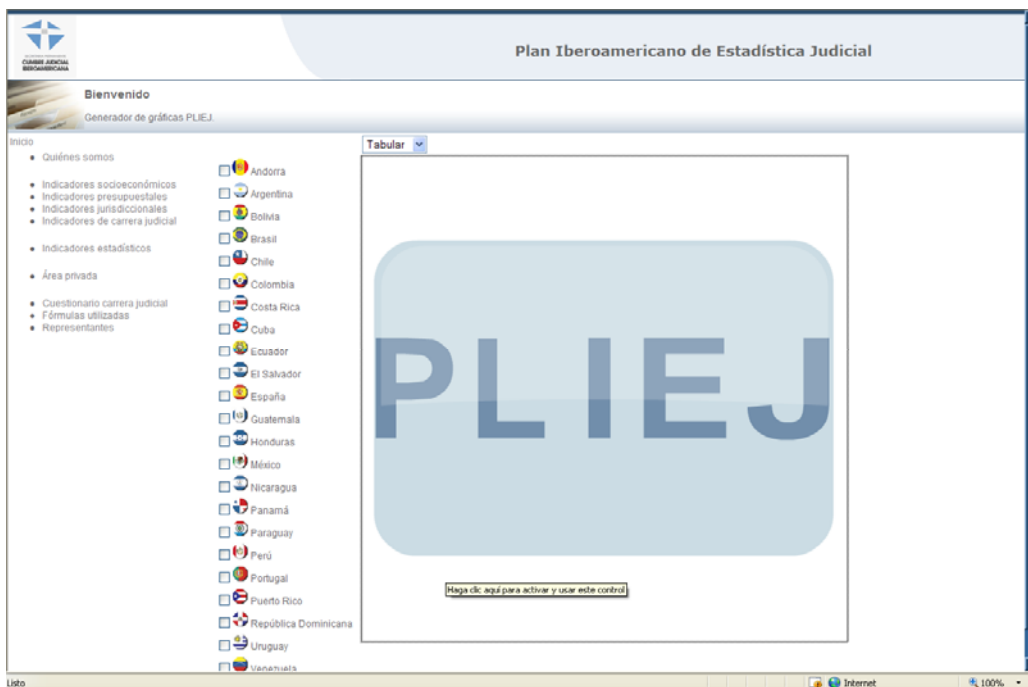 CUMBRE JUDICIAL
IBEROAMERICANA
Plan Iberoamericano de Estadística Judicial
Bienvenido
Generador de gráficas PLIEJ.
Inicio
Quiénes somos
Indicadores socioeconómicos
Indicadores presupuestales
Indicadores jurisdiccionales
Indicadores de carrera judicial
Indicadores estadísticos
Área privada
Cuestionario carrera judicial
Fórmulas utilizadas
Representantes
Andorra
Argentina
Bolivia
Brasil
Chile
Colombia
Costa Rica
Cuba
Ecuador
El Salvador
España
Guatemala
Honduras
México
Nicaragua
Panamá
Paraguay
Perú
Portugal
Puerto Rico
República Dominicana
Uruguay
Venezuela
Tabular
PLIEJ
Haga clic aquí para activar y usar este control
Listo
Internet
100%